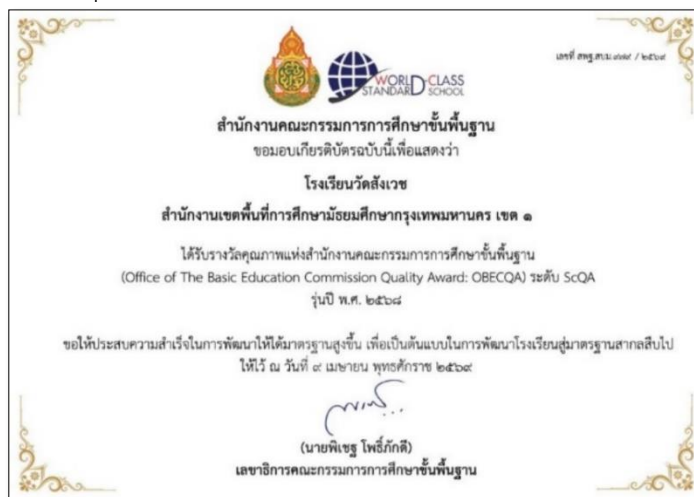 เลขที่ สพฐ.สบม. / ๒๕๖๙
WORLD-CLASS
STANDARD SCHOOL
สำนักงานคณะกรรมการการศึกษาขั้นพื้นฐาน
ขอมอบเกียรติบัตรฉบับนี้เพื่อแสดงว่า
โรงเรียนวัดสังเวช
สำนักงานเขตพื้นที่การศึกษามัธยมศึกษากรุงเทพมหานคร เขต ๑
ได้รับรางวัลคุณภาพแห่งสำนักงานคณะกรรมการการศึกษาขั้นพื้นฐาน
(Office of The Basic Education Commission Quality Award: OBECQA) ระดับ ScQA
รุ่นปี พ.ศ. ๒๕๖๘
ขอให้ประสบความสำเร็จในการพัฒนาให้ได้มาตรฐานสูงขึ้น เพื่อเป็นต้นแบบในการพัฒนาโรงเรียนสู่มาตรฐานสากลสืบไป
ให้ไว้ ณ วันที่ ๙ เมษายน พุทธศักราช ๒๕๖๙
(นายพิเชฐ โพธิ์ภักดี)
เลขาธิการคณะกรรมการการศึกษาขั้นพื้นฐาน